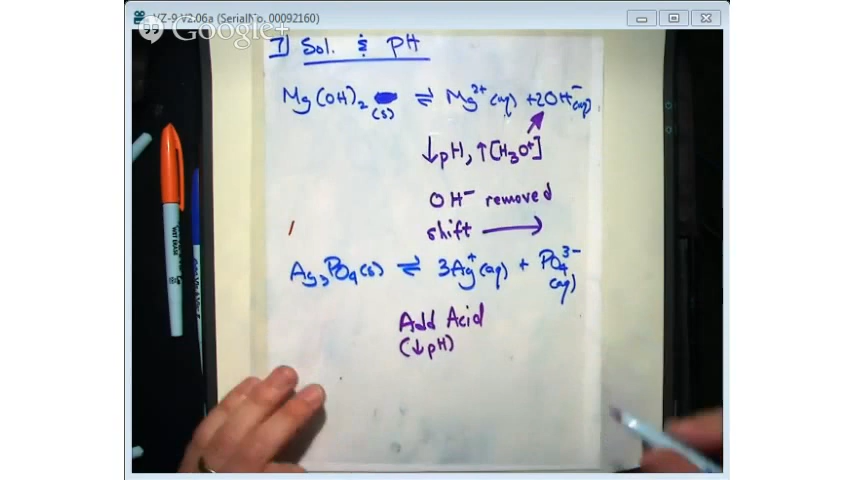 VZ-9 V2.06a (SerialNo. 00092160)
Google+
I] Sol. & pH
Mg(OH)₂ (s) ⇌ Mg²⁺(aq) + 2OH⁻(aq)
↓pH, ↑[H₃O⁺]
OH⁻ removed
shift →
Ag₃PO₄(s) ⇌ 3Ag⁺(aq) + PO₄³⁻(aq)
Add Acid
(↓pH)